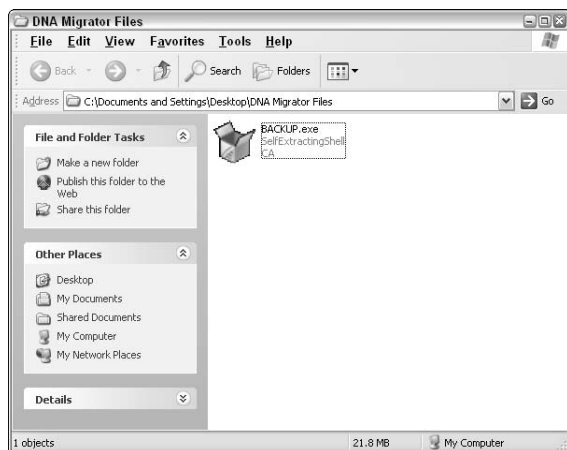 DNA Migrator Files
File Edit View Favorites Tools Help
Back Search Folders
Address C:\Documents and Settings\Desktop\DNA Migrator Files Go
File and Folder Tasks
Make a new folder
Publish this folder to the
Web
Share this folder
Other Places
Desktop
My Documents
Shared Documents
My Computer
My Network Places
Details
BACKUP.exe
SelfExtractingShell
CA
1 objects 21.8 MB My Computer